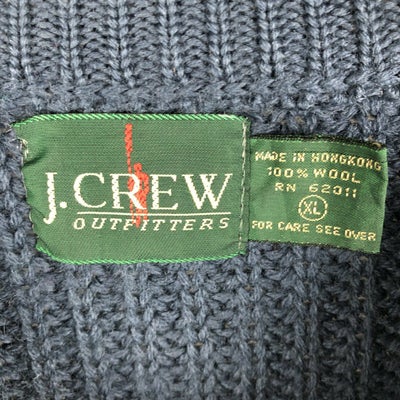 J.CREW
OUTFITTERS
MADE IN HONGKONG
100% WOOL
RN 62011
XL
FOR CARE SEE OVER